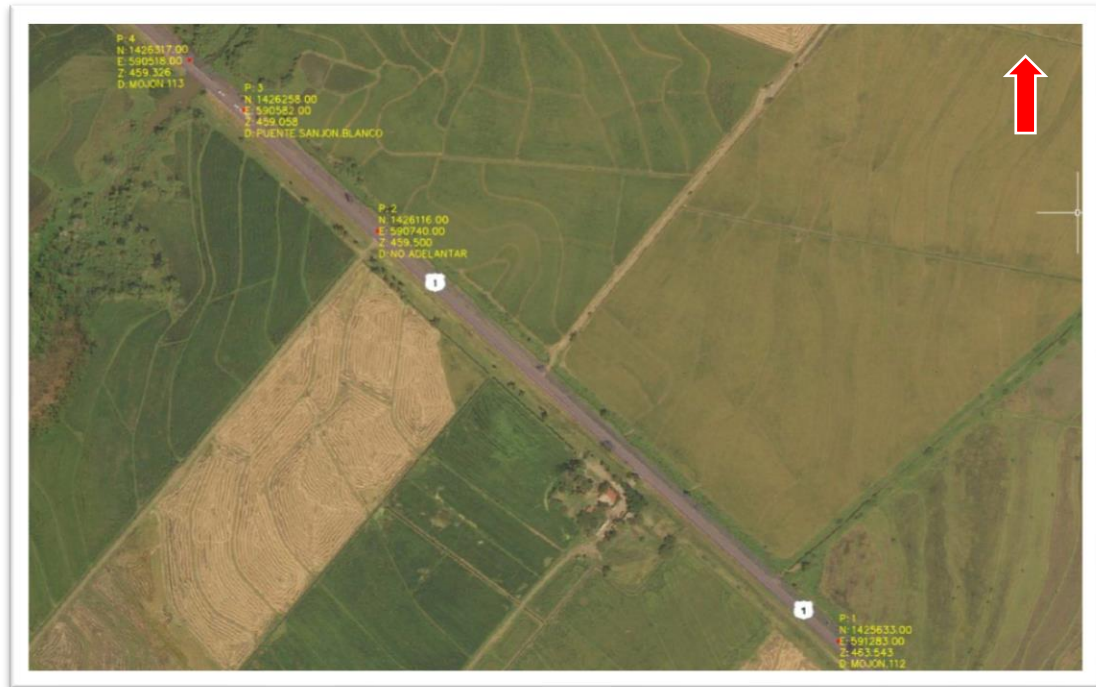 P: 4
N: 1426317.00
E: 590518.00
Z: 459.326
D: MOJON.113
P: 3
N: 1426258.00
E: 590582.00
Z: 459.058
D: PUENTE SANJON.BLANCO
P: 2
N: 1426116.00
E: 590740.00
Z: 459.500
D: NO ADELANTAR
1
1
P: 1
N: 1425633.00
E: 591283.00
Z: 463.543
D: MOJON.112